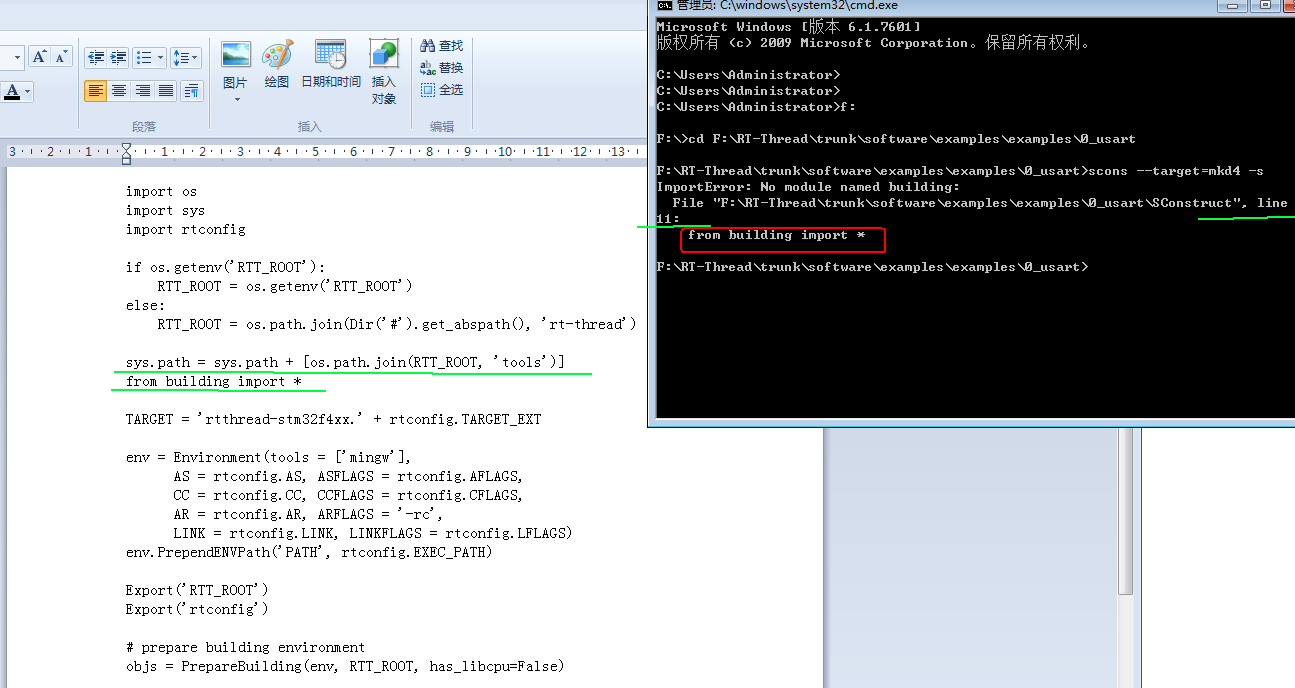 A A
A
段落
图片
绘图
日期和时间
插入
对象
插入
查找
替换
全选
编辑
3 2 1 1 2 3 4 5 6 7 8 9 10 11 12 13
import os
import sys
import rtconfig
if os.getenv('RTT_ROOT'):
RTT_ROOT = os.getenv('RTT_ROOT')
else:
RTT_ROOT = os.path.join(Dir('#').get_abspath(), 'rt-thread')
sys.path = sys.path + [os.path.join(RTT_ROOT, 'tools')]
from building import *
TARGET = 'rtthread-stm32f4xx.' + rtconfig.TARGET_EXT
env = Environment(tools = ['mingw'],
AS = rtconfig.AS, ASFLAGS = rtconfig.AFLAGS,
CC = rtconfig.CC, CCFLAGS = rtconfig.CFLAGS,
AR = rtconfig.AR, ARFLAGS = '-rc',
LINK = rtconfig.LINK, LINKFLAGS = rtconfig.LFLAGS)
env.PrependENVPath('PATH', rtconfig.EXEC_PATH)
Export('RTT_ROOT')
Export('rtconfig')
# prepare building environment
objs = PrepareBuilding(env, RTT_ROOT, has_libcpu=False)
管理员: C:\windows\system32\cmd.exe
Microsoft Windows [版本 6.1.7601]
版权所有 (c) 2009 Microsoft Corporation。保留所有权利。
C:\Users\Administrator>
C:\Users\Administrator>
C:\Users\Administrator>f:
F:\>cd F:\RT-Thread\trunk\software\examples\examples\0_usart
F:\RT-Thread\trunk\software\examples\examples\0_usart>scons --target=mkd4 -s
ImportError: No module named building:
File "F:\RT-Thread\trunk\software\examples\examples\0_usart\SConstruct", line
11:
from building import *
F:\RT-Thread\trunk\software\examples\examples\0_usart>